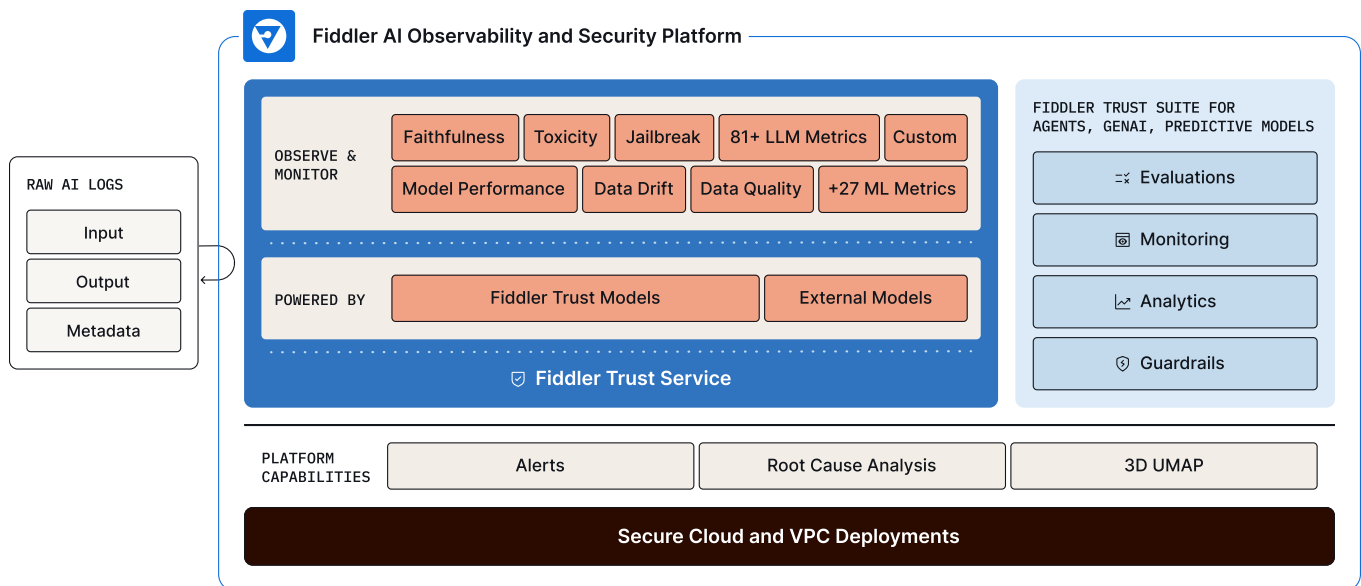 Fiddler AI Observability and Security Platform
RAW AI LOGS
Input
Output
Metadata
OBSERVE &
MONITOR
Faithfulness
Toxicity
Jailbreak
81+ LLM Metrics
Custom
Model Performance
Data Drift
Data Quality
+27 ML Metrics
POWERED BY
Fiddler Trust Models
External Models
Fiddler Trust Service
FIDDLER TRUST SUITE FOR
AGENTS, GENAI, PREDICTIVE MODELS
Evaluations
Monitoring
Analytics
Guardrails
PLATFORM
CAPABILITIES
Alerts
Root Cause Analysis
3D UMAP
Secure Cloud and VPC Deployments